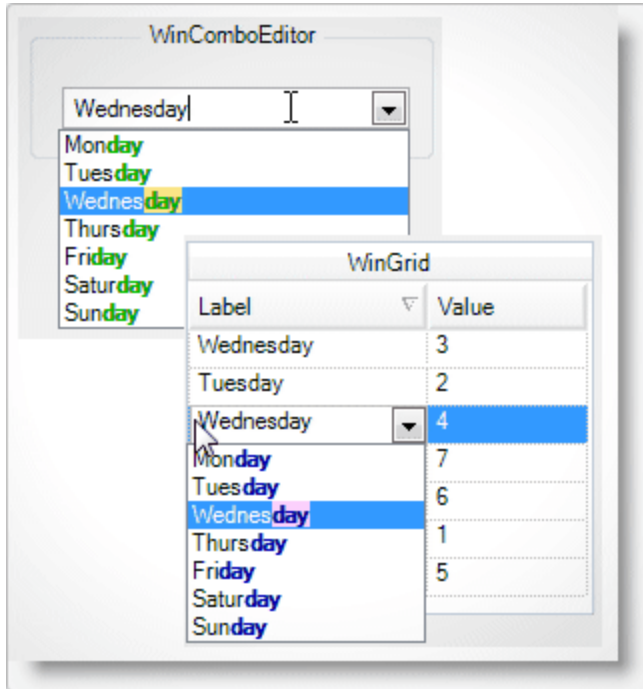 WinComboEditor
Wednesday
Monday
Tuesday
Wednesday
Thursday
Friday
Saturday
Sunday
WinGrid
Label Value
Wednesday 3
Tuesday 2
Wednesday 4
Monday 7
Tuesday 6
Wednesday
Thursday 1
Friday 5
Saturday
Sunday